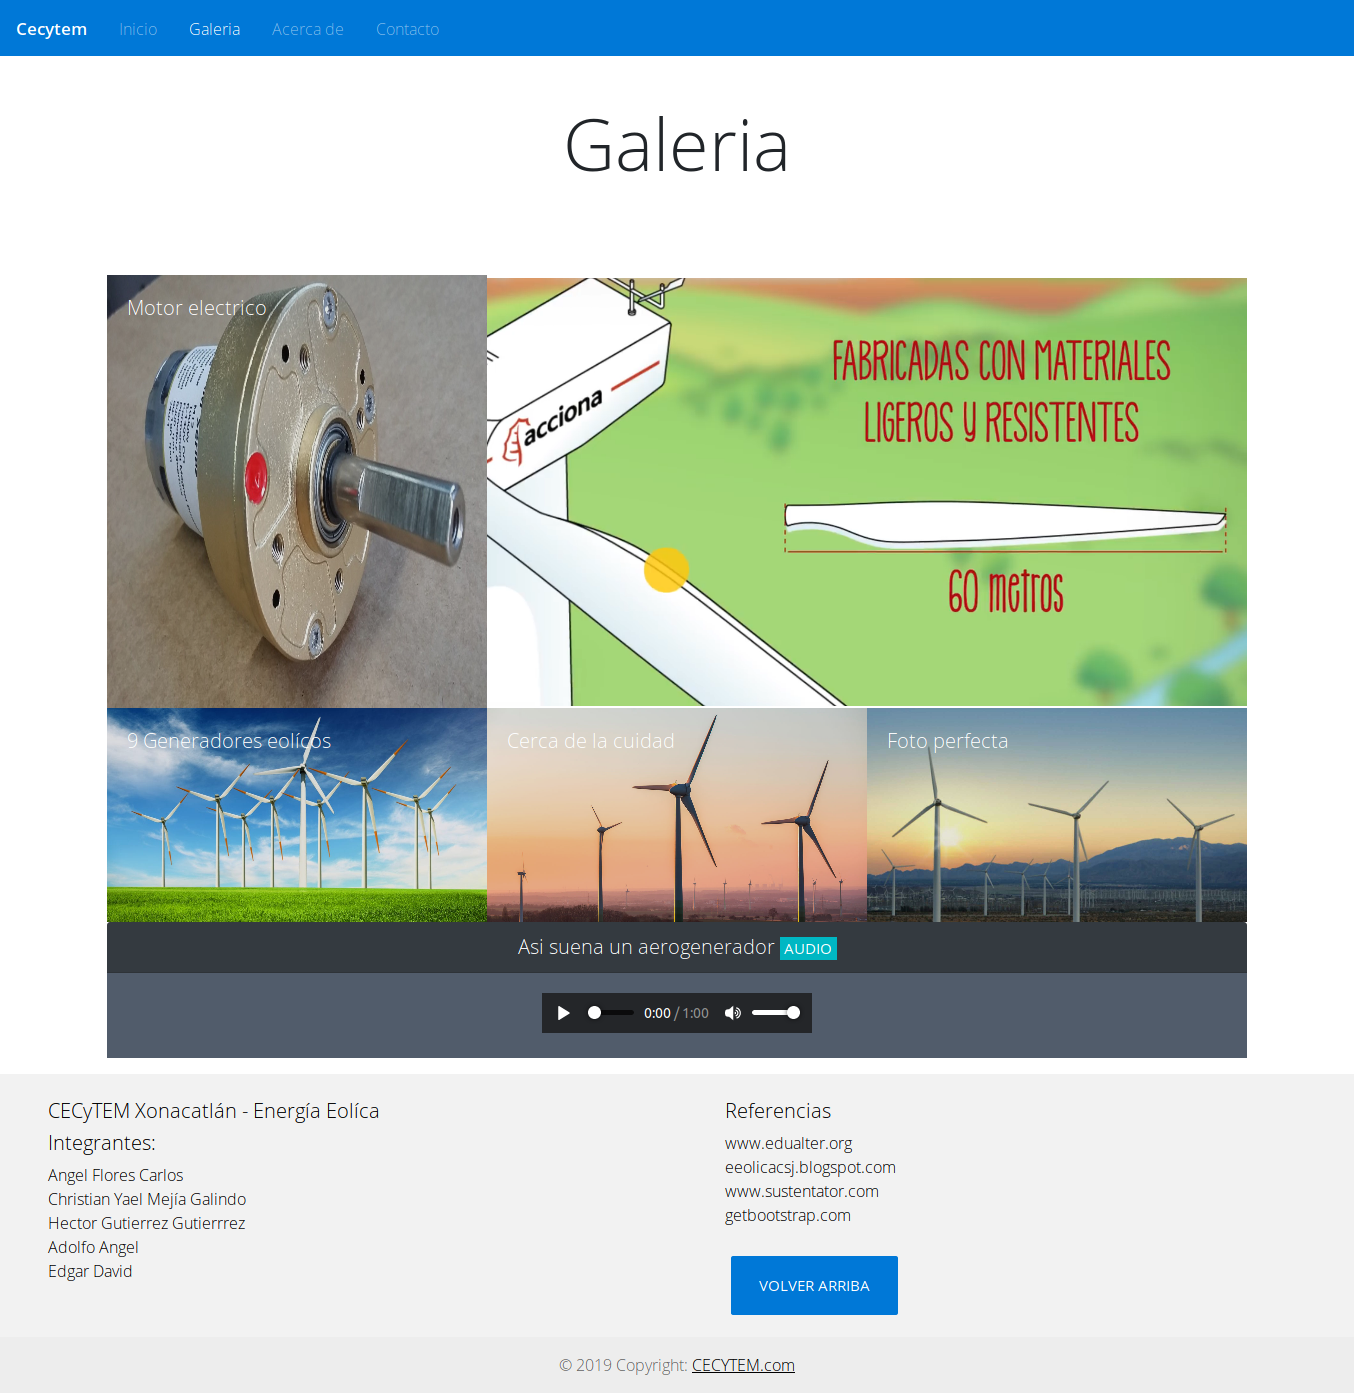 Cecytem Inicio Galeria Acerca de Contacto
Galeria
Motor electrico
acciona
FABRICADAS CON MATERIALES
LIGEROS Y RESISTENTES
60 metros
9 Generadores eolícos
Cerca de la cuidad
Foto perfecta
Asi suena un aerogenerador AUDIO
0:00 / 1:00
CECyTEM Xonacatlán - Energía Eolíca
Integrantes:
Angel Flores Carlos
Christian Yael Mejía Galindo
Hector Gutierrez Gutierrrez
Adolfo Angel
Edgar David
Referencias
www.edualter.org
eeolicacsj.blogspot.com
www.sustentator.com
getbootstrap.com
VOLVER ARRIBA
© 2019 Copyright: CECYTEM.com